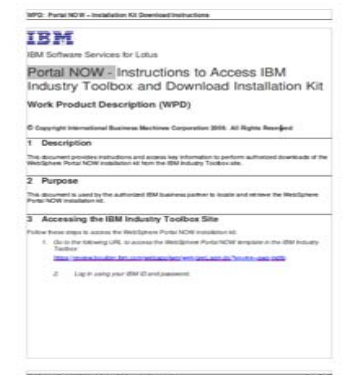 WPD: Portal NOW – Installation Kit Download Instructions
IBM
IBM Software Services for Lotus
Portal NOW - Instructions to Access IBM
Industry Toolbox and Download Installation Kit
Work Product Description (WPD)
© Copyright International Business Machines Corporation 2009. All Rights Reserved
1 Description
This document provides instructions and access key information to perform authorized downloads of the
WebSphere Portal NOW installation kit from the IBM Industry Toolbox site.
2 Purpose
This document is used by the authorized IBM business partner to locate and retrieve the WebSphere
Portal NOW installation kit.
3 Accessing the IBM Industry Toolbox Site
Follow these steps to access the WebSphere Portal NOW installation kit:
1. Go to the following URL to access the WebSphere Portal NOW template in the IBM Industry
Toolbox:
2. Log in using your IBM ID and password.